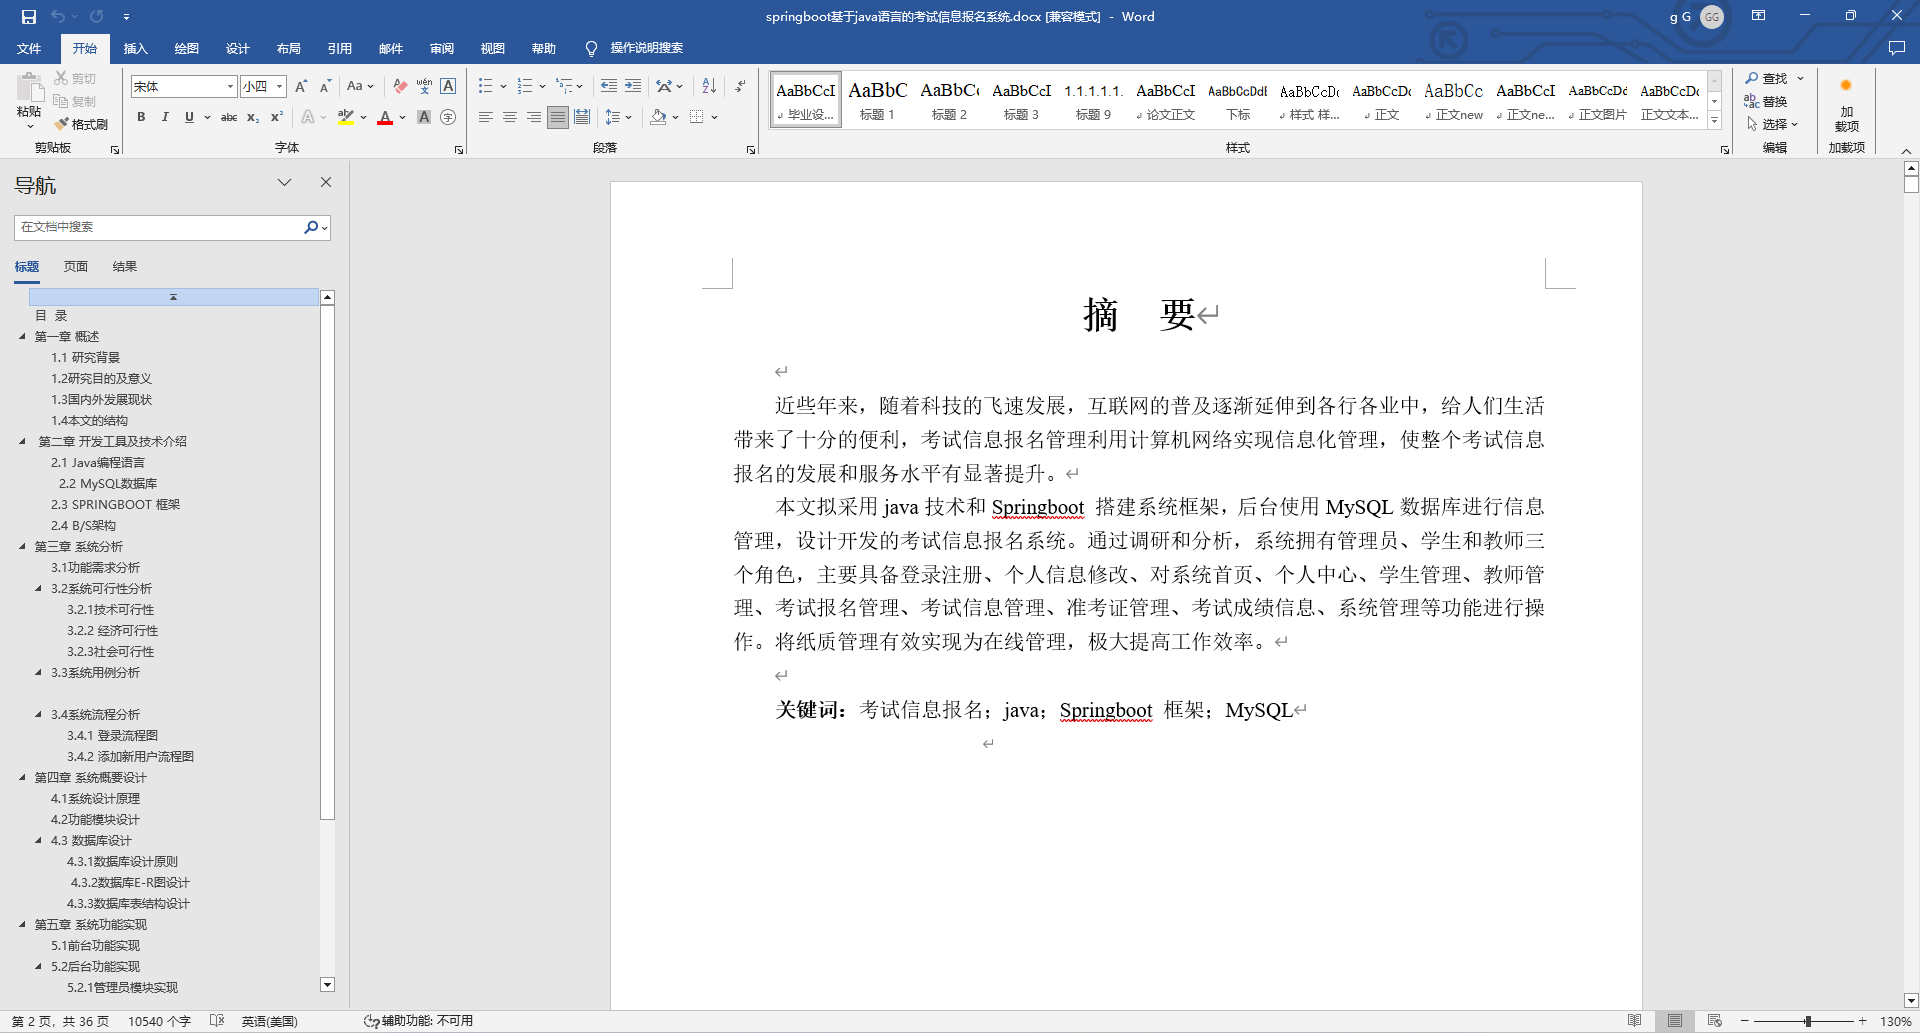 springboot基于java语言的考试信息报名系统.docx [兼容模式] - Word
g G
GG
文件 开始 插入 绘图 设计 布局 引用 邮件 审阅 视图 帮助 操作说明搜索
粘贴
剪切
复制
格式刷
剪贴板
宋体 小四
字体
段落
AaBbCcI AaBbC AaBbC AaBbCcI 1.1.1.1.1. AaBbCcI AaBbCcDdI AaBbCcDc AaBbCcDc AaBbCc AaBbCcI AaBbCcDd AaBbCcDc
毕业设... 标题 1 标题 2 标题 3 标题 9 论文正文 下标 样式 样... 正文 正文new 正文ne... 正文图片 正文文本...
样式
查找
替换
选择
编辑
加
载项
加载项
导航
在文档中搜索
标题 页面 结果
目 录
第一章 概述
1.1 研究背景
1.2研究目的及意义
1.3国内外发展现状
1.4本文的结构
第二章 开发工具及技术介绍
2.1 Java编程语言
2.2 MySQL数据库
2.3 SPRINGBOOT 框架
2.4 B/S架构
第三章 系统分析
3.1功能需求分析
3.2系统可行性分析
3.2.1技术可行性
3.2.2 经济可行性
3.2.3社会可行性
3.3系统用例分析
3.4系统流程分析
3.4.1 登录流程图
3.4.2 添加新用户流程图
第四章 系统概要设计
4.1系统设计原理
4.2功能模块设计
4.3 数据库设计
4.3.1数据库设计原则
4.3.2数据库E-R图设计
4.3.3数据库表结构设计
第五章 系统功能实现
5.1前台功能实现
5.2后台功能实现
5.2.1管理员模块实现
摘 要
近些年来，随着科技的飞速发展，互联网的普及逐渐延伸到各行各业中，给人们生活
带来了十分的便利，考试信息报名管理利用计算机网络实现信息化管理，使整个考试信息
报名的发展和服务水平有显著提升。
本文拟采用 java 技术和 Springboot 搭建系统框架，后台使用 MySQL 数据库进行信息
管理，设计开发的考试信息报名系统。通过调研和分析，系统拥有管理员、学生和教师三
个角色，主要具备登录注册、个人信息修改、对系统首页、个人中心、学生管理、教师管
理、考试报名管理、考试信息管理、准考证管理、考试成绩信息、系统管理等功能进行操
作。将纸质管理有效实现为在线管理，极大提高工作效率。
关键词：考试信息报名；java；Springboot 框架；MySQL
第 2 页，共 36 页 10540 个字 英语(美国) 辅助功能: 不可用 130%